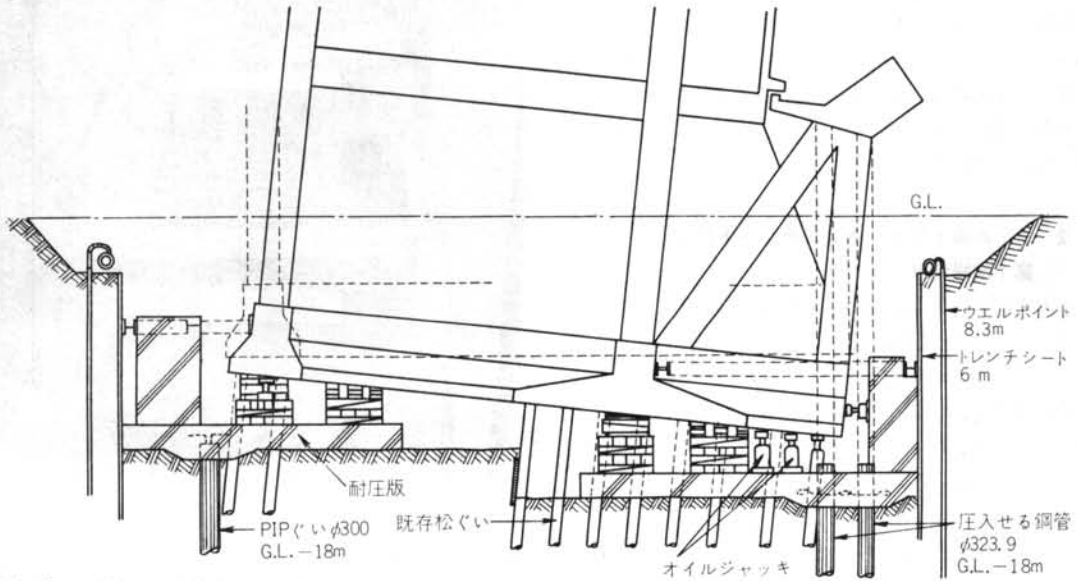 G.L.
ウエルポイント
8.3m
トレンチシート
6m
耐圧版
PIPぐい φ300
G.L.－18m
既存松ぐい
オイルジャッキ
圧入せる鋼管
φ323.9
G.L.－18m